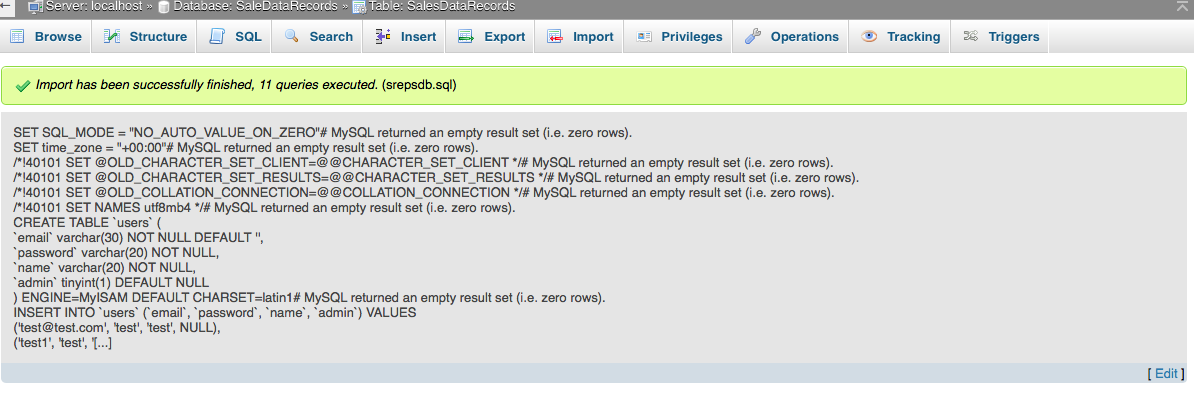 Server: localhost » Database: SaleDataRecords » Table: SalesDataRecords
Browse Structure SQL Search Insert Export Import Privileges Operations Tracking Triggers
Import has been successfully finished, 11 queries executed. (srepsdb.sql)
SET SQL_MODE = "NO_AUTO_VALUE_ON_ZERO"# MySQL returned an empty result set (i.e. zero rows).
SET time_zone = "+00:00"# MySQL returned an empty result set (i.e. zero rows).
/*!40101 SET @OLD_CHARACTER_SET_CLIENT=@@CHARACTER_SET_CLIENT */# MySQL returned an empty result set (i.e. zero rows).
/*!40101 SET @OLD_CHARACTER_SET_RESULTS=@@CHARACTER_SET_RESULTS */# MySQL returned an empty result set (i.e. zero rows).
/*!40101 SET @OLD_COLLATION_CONNECTION=@@COLLATION_CONNECTION */# MySQL returned an empty result set (i.e. zero rows).
/*!40101 SET NAMES utf8mb4 */# MySQL returned an empty result set (i.e. zero rows).
CREATE TABLE `users` (
`email` varchar(30) NOT NULL DEFAULT '',
`password` varchar(20) NOT NULL,
`name` varchar(20) NOT NULL,
`admin` tinyint(1) DEFAULT NULL
) ENGINE=MyISAM DEFAULT CHARSET=latin1# MySQL returned an empty result set (i.e. zero rows).
INSERT INTO `users` (`email`, `password`, `name`, `admin`) VALUES
('test@test.com', 'test', 'test', NULL),
('test1', 'test', '[...]
[ Edit ]